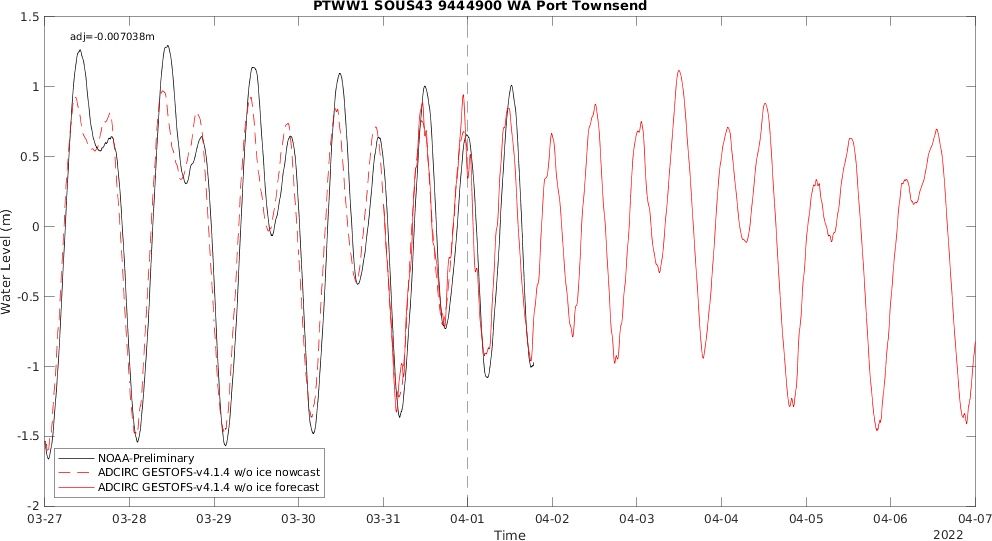 PTWW1 SOUS43 9444900 WA Port Townsend
adj=-0.007038m
1.5
1
0.5
0
-0.5
-1
-1.5
-2
Water Level (m)
NOAA-Preliminary
ADCIRC GESTOFS-v4.1.4 w/o ice nowcast
ADCIRC GESTOFS-v4.1.4 w/o ice forecast
03-27 03-28 03-29 03-30 03-31 04-01 04-02 04-03 04-04 04-05 04-06 04-07
Time
2022